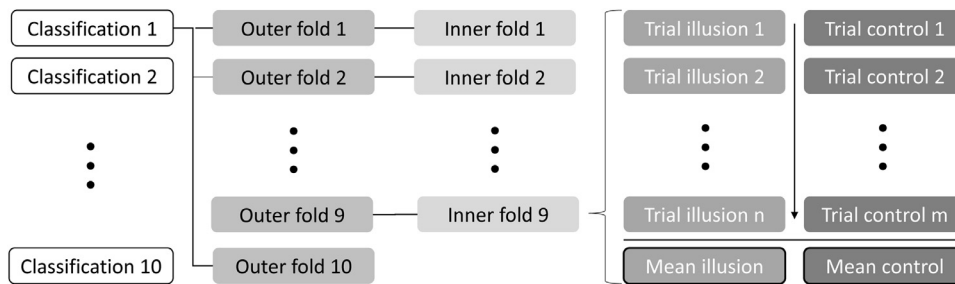 Classification 1
Outer fold 1
Inner fold 1
Trial illusion 1
Trial control 1
Classification 2
Outer fold 2
Inner fold 2
Trial illusion 2
Trial control 2
Outer fold 9
Inner fold 9
Trial illusion n
Trial control m
Classification 10
Outer fold 10
Mean illusion
Mean control